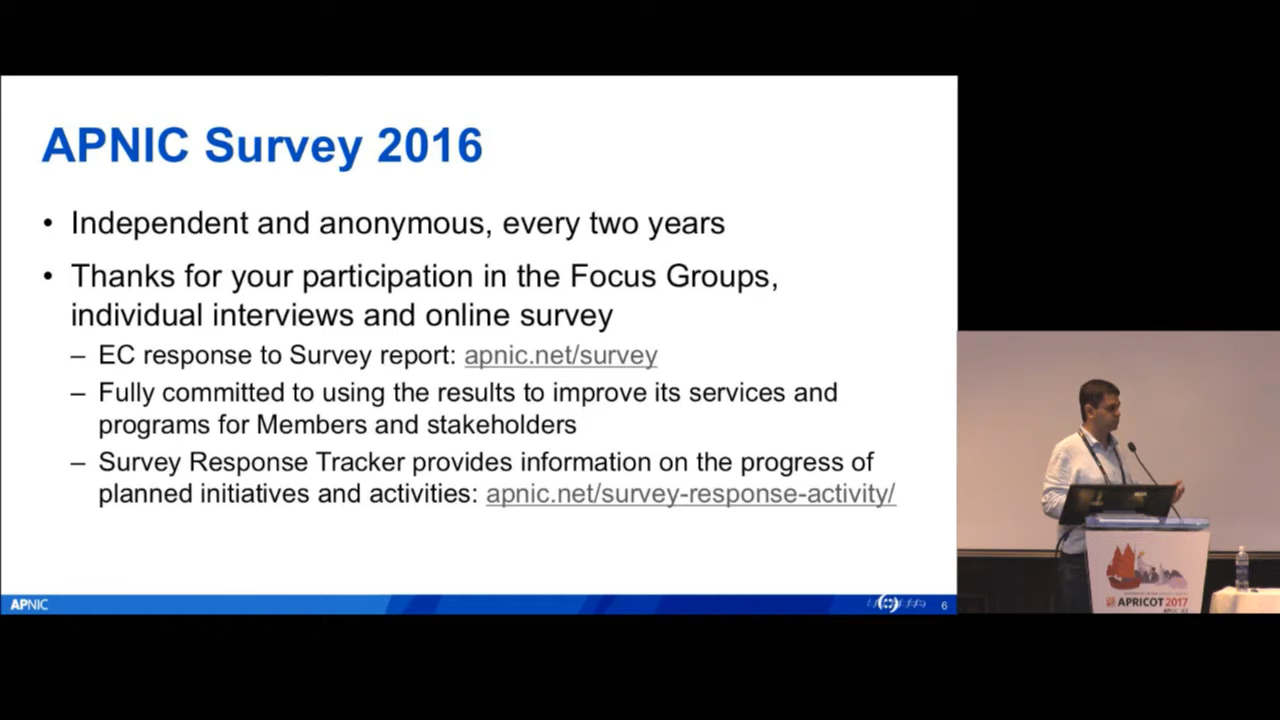 APNIC Survey 2016
• Independent and anonymous, every two years
• Thanks for your participation in the Focus Groups,
individual interviews and online survey
– EC response to Survey report: apnic.net/survey
– Fully committed to using the results to improve its services and
programs for Members and stakeholders
– Survey Response Tracker provides information on the progress of
planned initiatives and activities: apnic.net/survey-response-activity/
APNIC
6
APRICOT 2017